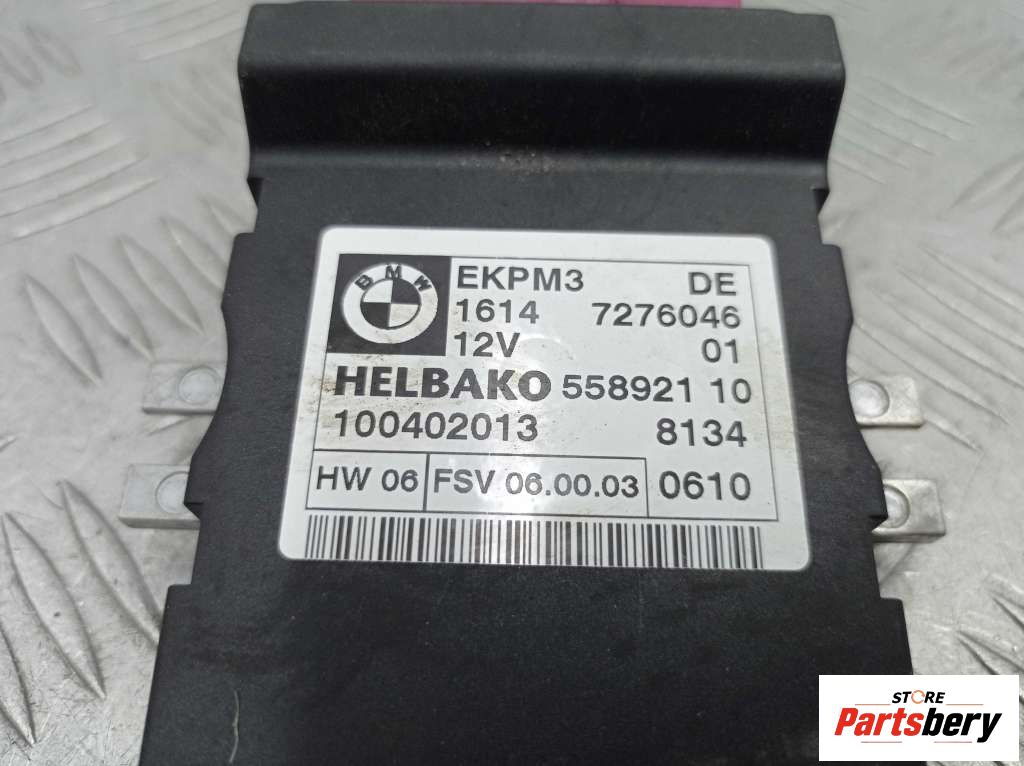 BMW
EKPM3 DE
1614 7276046
12V 01
HELBAKO 558921 10
100402013 8134
HW 06 FSV 06.00.03 0610
STORE
Partsbery